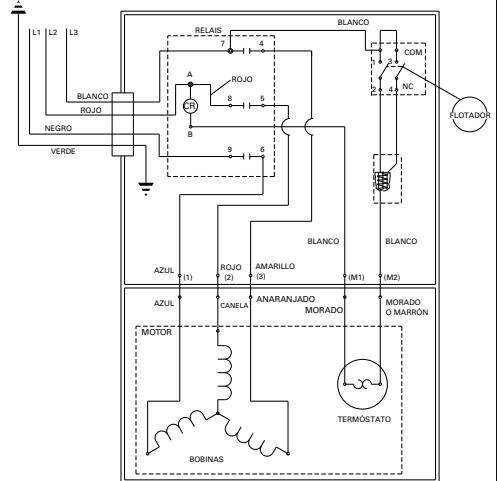 BLANCO
RELAIS
L1 L2 L3
7 4
COM
1 3
A
ROJO
NC
BLANCO
CR
8 5
2 4
ROJO
FLOTADOR
NEGRO
B
VERDE
9 6
BLANCO
BLANCO
AZUL
ROJO
AMARILLO
(1)
(2)
(3)
(M1)
(M2)
AZUL
CANELA
ANARANJADO
MORADO
MORADO
O MARRÓN
MOTOR
TERMÓSTATO
BOBINAS